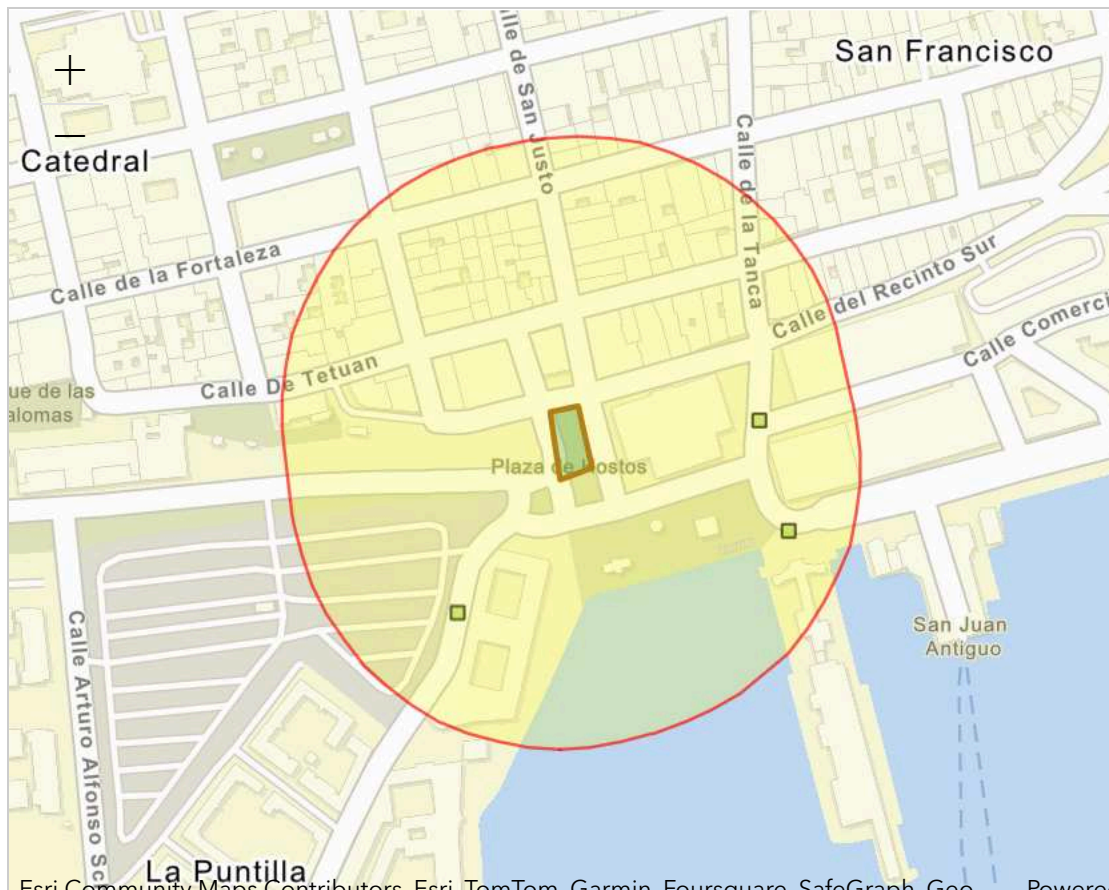 +
−
Calle de San Justo
San Francisco
Catedral
Calle de la Tanca
Calle de la Fortaleza
Calle del Recinto Sur
Calle Comerci
Calle De Tetuan
ue de las
alomas
Plaza de Hostos
San Juan
Antiguo
Calle Arturo Alfonso Sc
La Puntilla
Esri Community Maps Contributors, Esri, TomTom, Garmin, Foursquare, SafeGraph, Geo... Powere